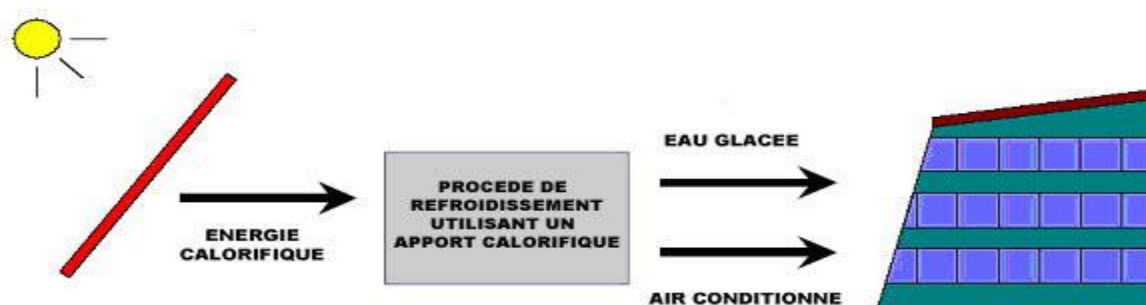 ENERGIE
CALORIFIQUE
PROCEDE DE
REFROIDISSEMENT
UTILISANT UN
APPORT CALORIFIQUE
EAU GLACEE
AIR CONDITIONNE